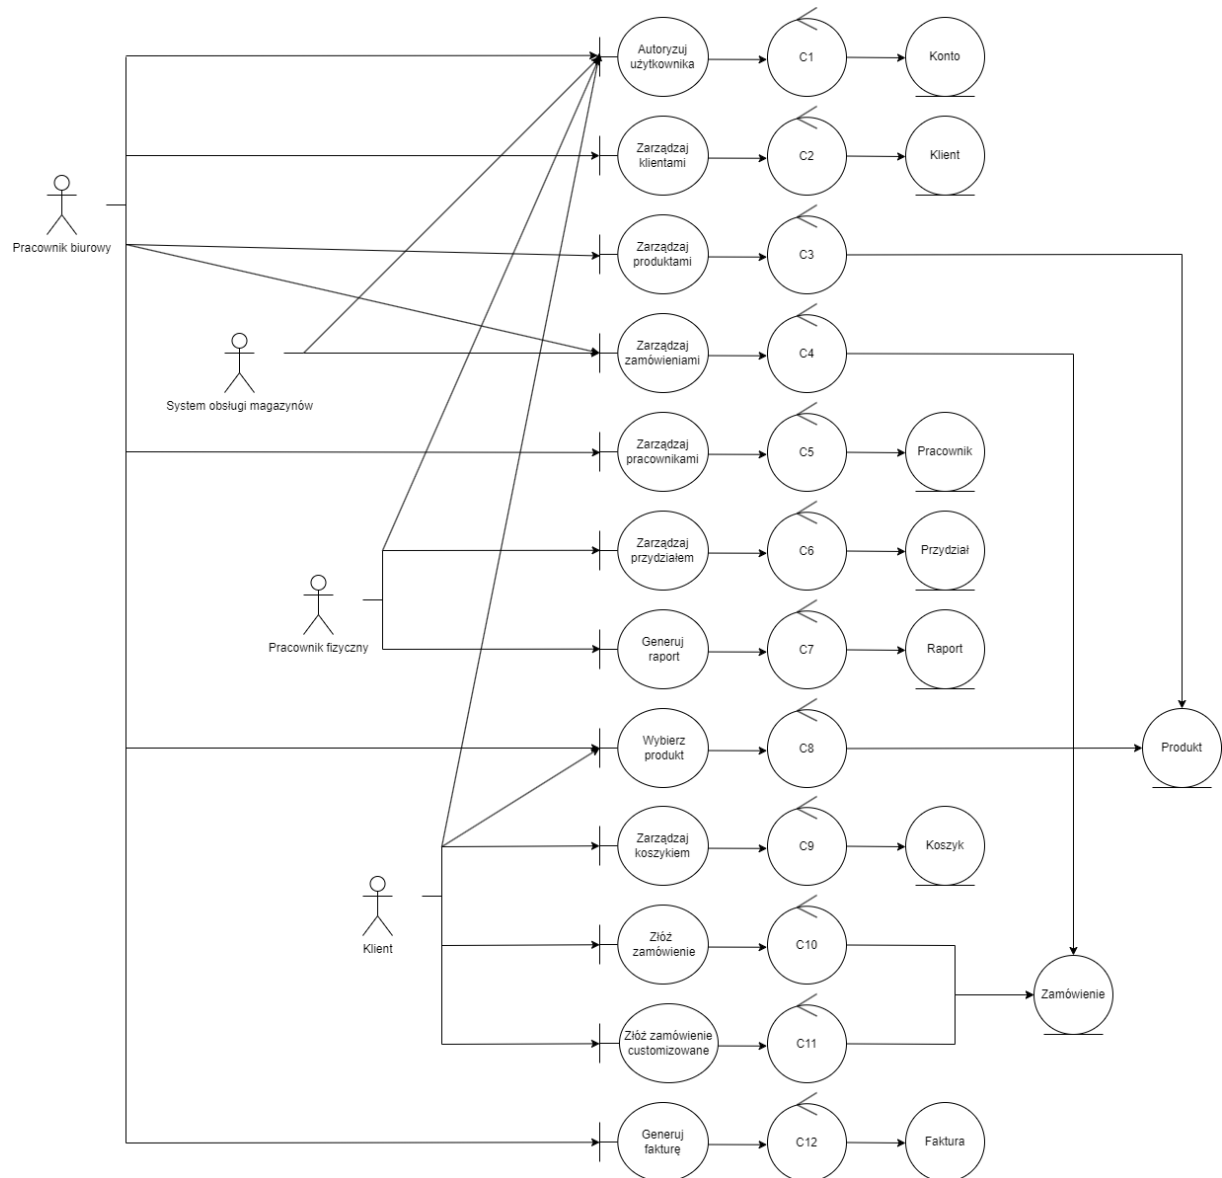 Autoryzuj
użytkownika
C1
Konto
Zarządzaj
klientami
C2
Klient
Pracownik biurowy
Zarządzaj
produktami
C3
Zarządzaj
zamówieniami
C4
System obsługi magazynów
Zarządzaj
pracownikami
C5
Pracownik
Zarządzaj
przydziałem
C6
Przydział
Pracownik fizyczny
Generuj
raport
C7
Raport
Wybierz
produkt
C8
Produkt
Zarządzaj
koszykiem
C9
Koszyk
Klient
Złóż
zamówienie
C10
Zamówienie
Złóż zamówienie
customizowane
C11
Generuj
fakturę
C12
Faktura